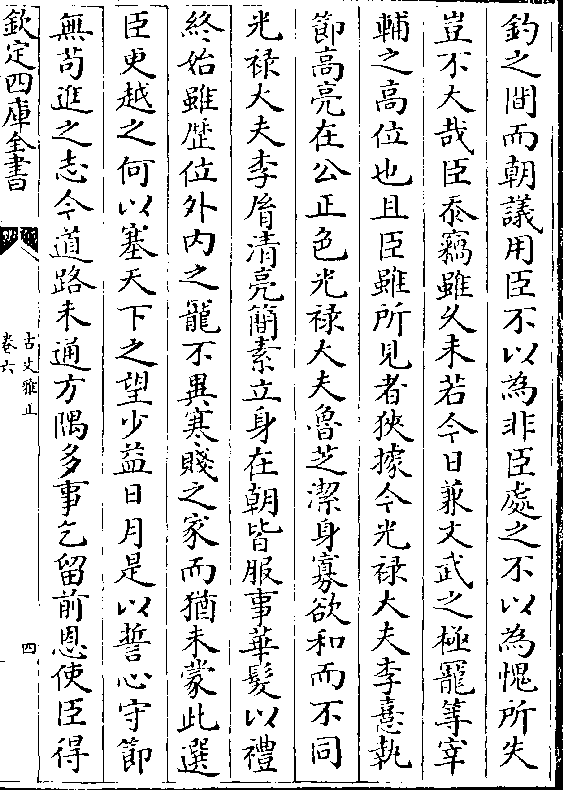 釣之間而朝議用臣不以為非臣處之不以為愧所失
豈不大哉臣忝竊雖久未若今日兼文武之極寵等宰
輔之高位也且臣雖所見者狹據今光祿大夫李憙執
節高亮在公正色光祿大夫魯芝潔身寡欲和而不同
光祿大夫李胤清亮簡素立身在朝皆服事華髮以禮
終始雖歴位外内之寵不異寒賤之家而猶未蒙此選
臣更越之何以塞天下之望少益日月是以誓心守節
無苟進之志今道路未通方隅多事乞留前恩使臣得
欽定四庫全書
古文雅正
卷六
四